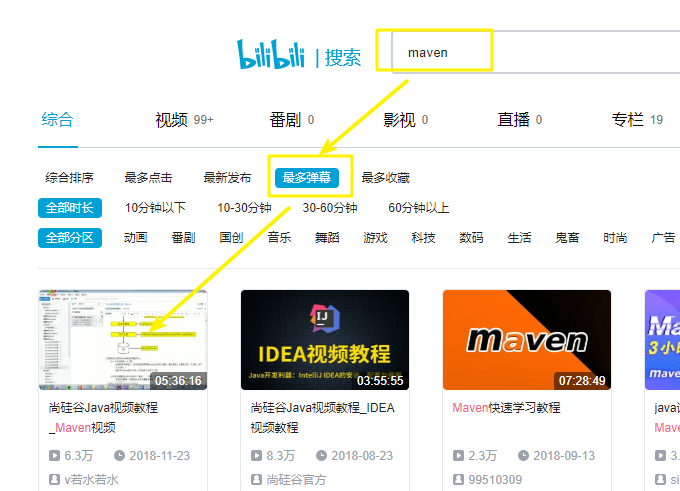 bilibili | 搜索
maven
综合 视频 99+ 番剧 0 影视 0 直播 0 专栏 19
综合排序 最多点击 最新发布 最多弹幕 最多收藏
全部时长 10分钟以下 10-30分钟 30-60分钟 60分钟以上
全部分区 动画 番剧 国创 音乐 舞蹈 游戏 科技 数码 生活 鬼畜 时尚 广告
05:36:16
IJ
IDEA视频教程
Java开发利器：IntelliJ IDEA的安装
03:55:55
maven
07:28:49
Ma
3小时
maven
尚硅谷Java视频教程
_Maven视频
6.3万 2018-11-23
v若水若水
尚硅谷Java视频教程_IDEA
视频教程
8.3万 2018-08-23
尚硅谷官方
Maven快速学习教程
2.3万 2018-09-13
99510309
java
Maven
3.
si